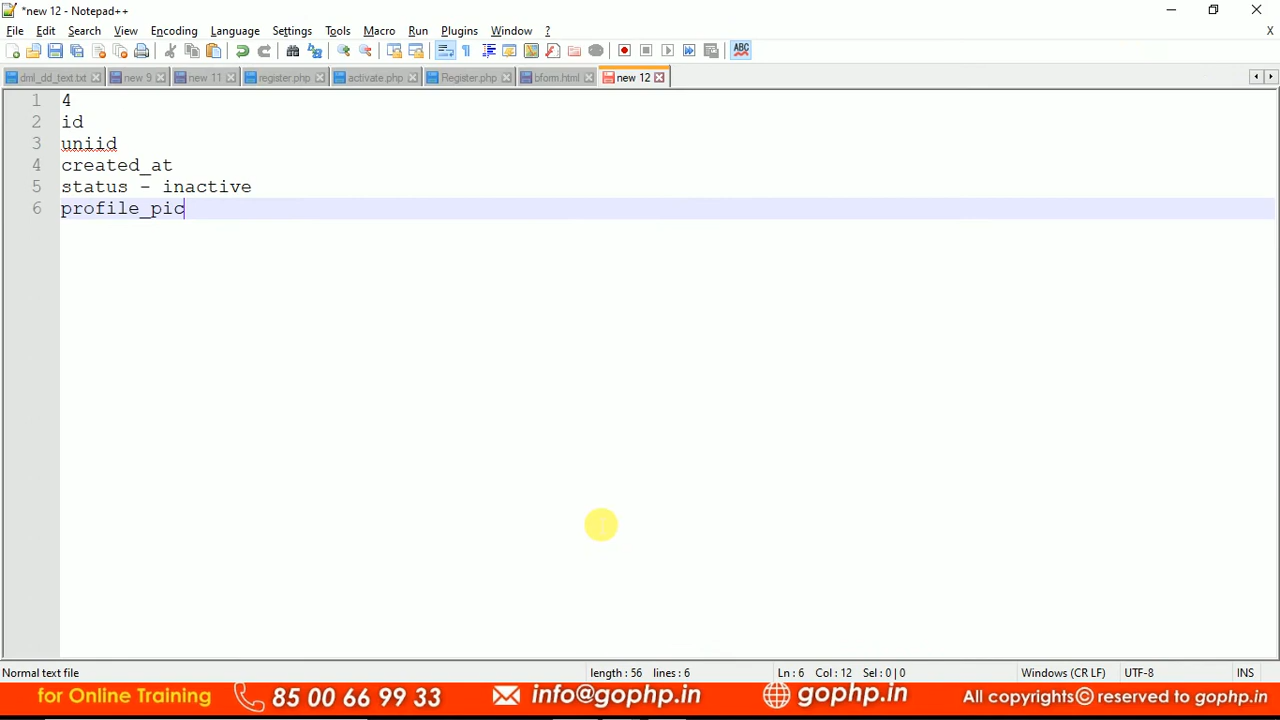 *new 12 - Notepad++
File Edit Search View Encoding Language Settings Tools Macro Run Plugins Window ? X
ABC
dml_dd_text.txt new 9 new 11 register.php activate.php Register.php bform.html new 12
1 4
2 id
3 uniid
4 created_at
5 status - inactive
6 profile_pic
Normal text file length : 56 lines : 6 Ln : 6 Col : 12 Sel : 0 | 0 Windows (CR LF) UTF-8 INS
for Online Training 85 00 66 99 33 info@gophp.in gophp.in All copyrights© reserved to gophp.in